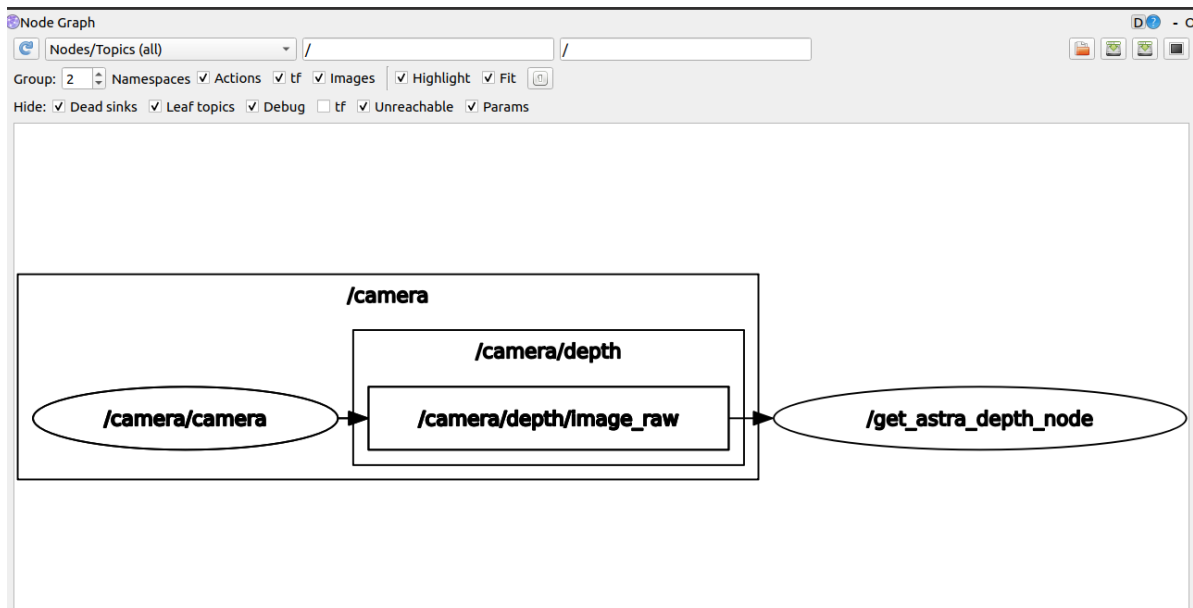 Node Graph D ? - O
Nodes/Topics (all) / /
Group: 2 Namespaces Actions tf Images Highlight Fit
Hide: Dead sinks Leaf topics Debug tf Unreachable Params
/camera
/camera/depth
/camera/camera /camera/depth/image_raw /get_astra_depth_node